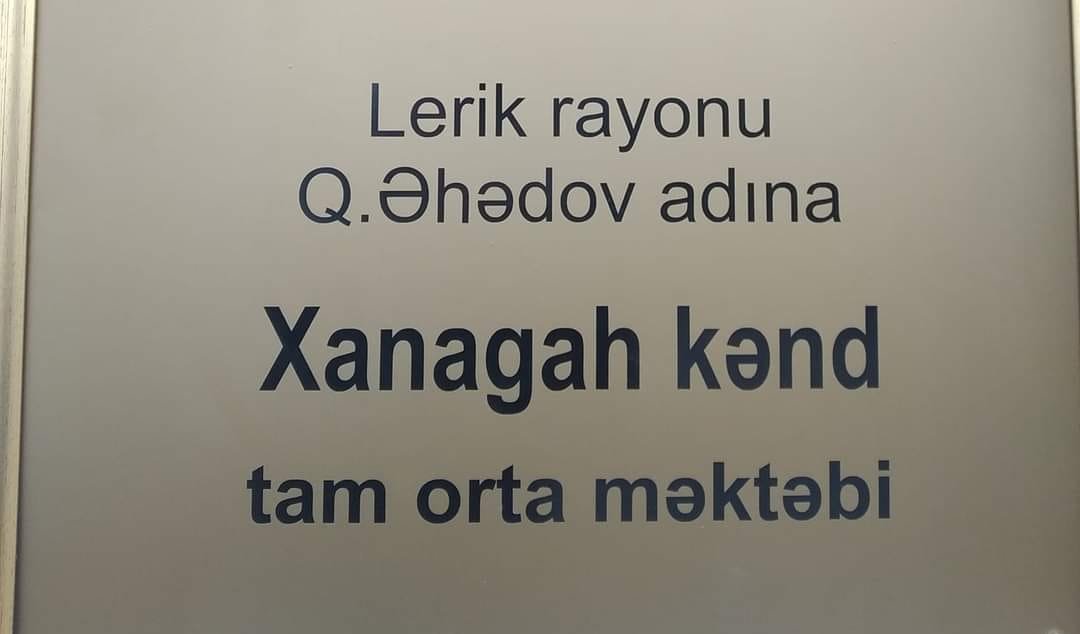 Lerik rayonu
Q.Əhədov adına
Xanagah kənd
tam orta məktəbi